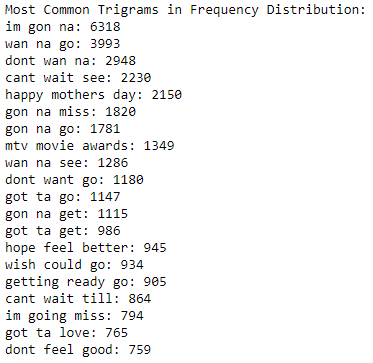 Most Common Trigrams in Frequency Distribution:
im gon na: 6318
wan na go: 3993
dont wan na: 2948
cant wait see: 2230
happy mothers day: 2150
gon na miss: 1820
gon na go: 1781
mtv movie awards: 1349
wan na see: 1286
dont want go: 1180
got ta go: 1147
gon na get: 1115
got ta get: 986
hope feel better: 945
wish could go: 934
getting ready go: 905
cant wait till: 864
im going miss: 794
got ta love: 765
dont feel good: 759